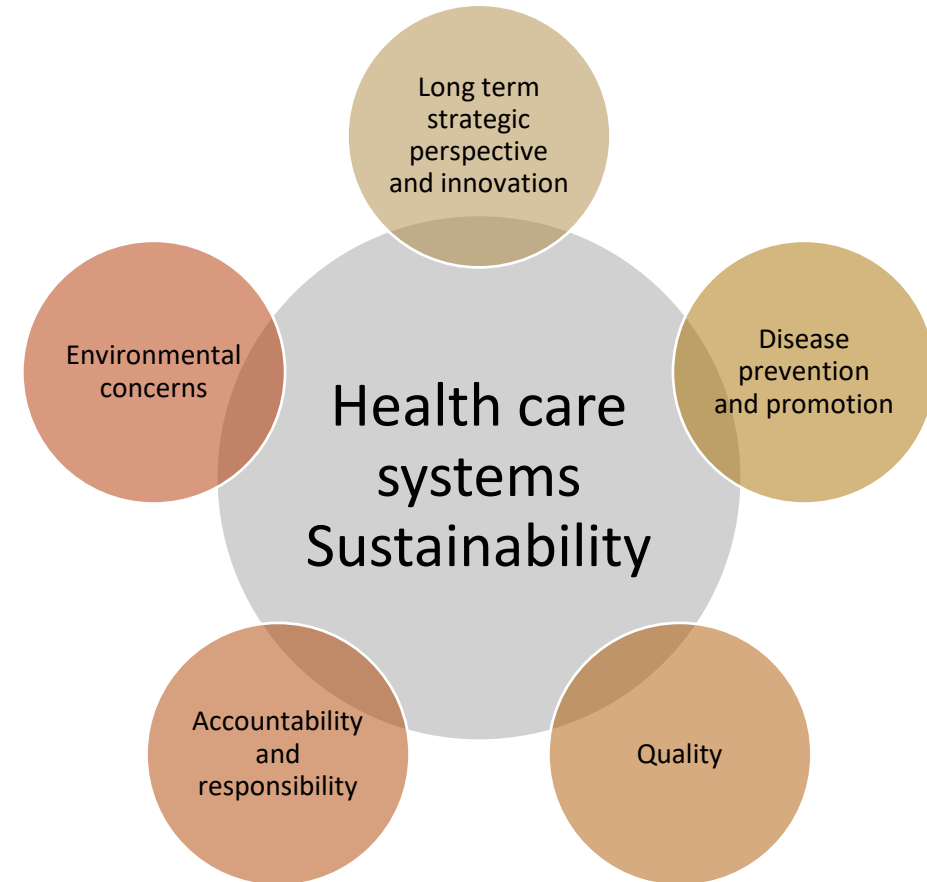 Long term
strategic
perspective
and innovation
Disease
prevention
and promotion
Quality
Accountability
and
responsibility
Environmental
concerns
Health care
systems
Sustainability